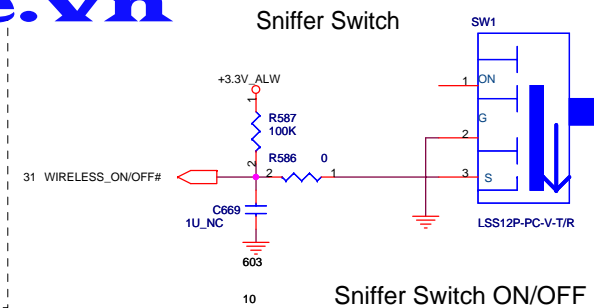 e.vn
Sniffer Switch
SW1
+3.3V_ALW
1
R587
100K
2
1 ON
G
2
3 S
R586 0
2 1
31 WIRELESS_ON/OFF#
C669
1U_NC
603
LSS12P-PC-V-T/R
10
Sniffer Switch ON/OFF